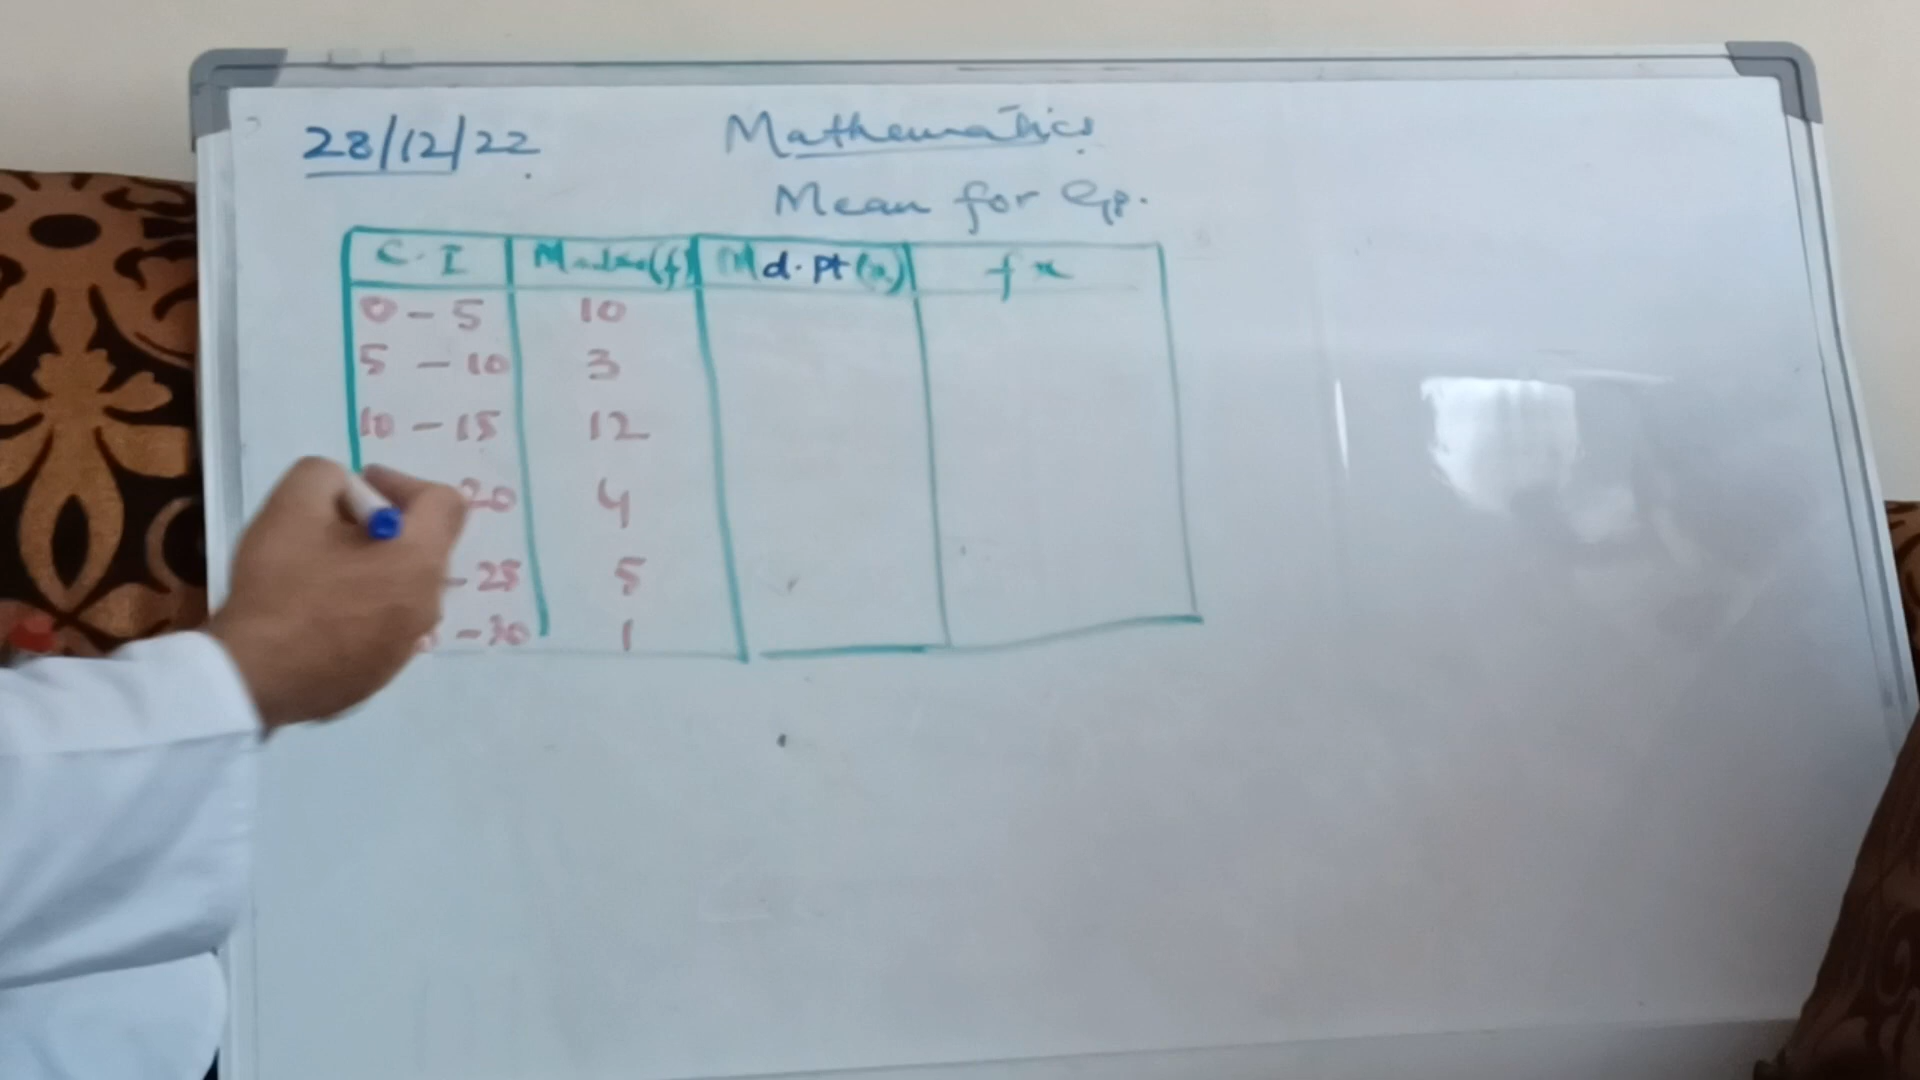 28/12/22
Mathematics
Mean for
C.I (f) Md.pt (x) fx
0 - 5 10
5 - 10 3
10 - 15 12
20 4
- 25 5
- 30 1